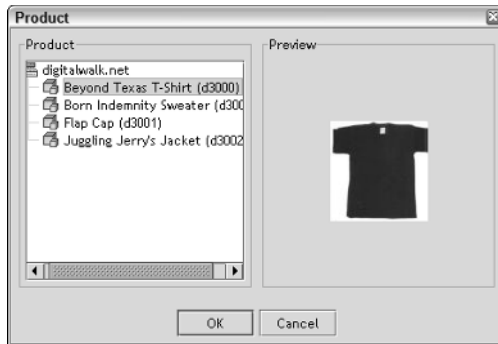 Product
Product
digitalwalk.net
Beyond Texas T-Shirt (d3000)
Born Indemnity Sweater (d300
Flap Cap (d3001)
Juggling Jerry's Jacket (d3002
Preview
OK
Cancel